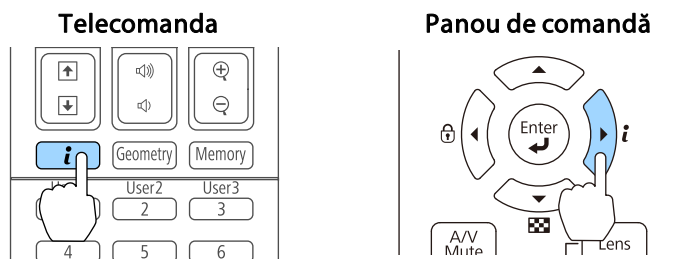 Telecomanda
Panou de comandă
i
Geometry
Memory
User2
User3
2
3
4
5
6
Enter
i
A/V
Mute
Lens